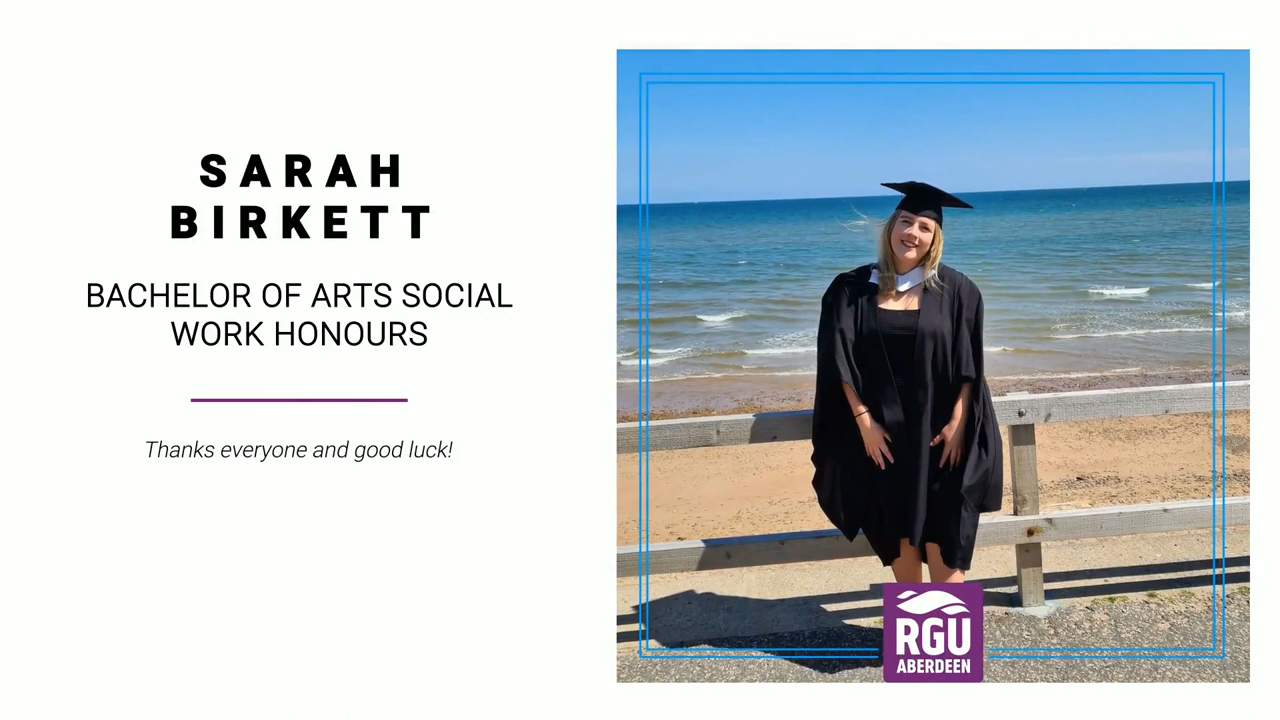 SARAH
BIRKETT
BACHELOR OF ARTS SOCIAL
WORK HONOURS
Thanks everyone and good luck!
RGU
ABERDEEN